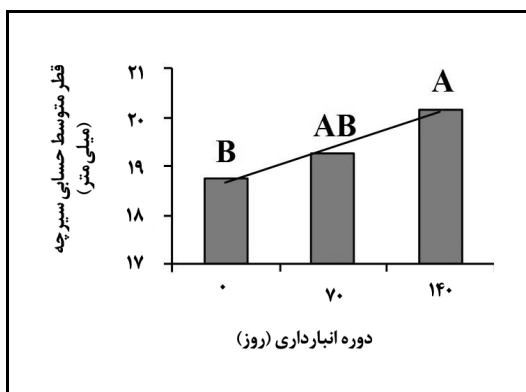 قطر متوسط حسابی سیرچه
(میلی متر)
۲۱
۲۰
۱۹
۱۸
۱۷
B
AB
A
۰
۷۰
۱۴۰
دوره انبارداری (روز)